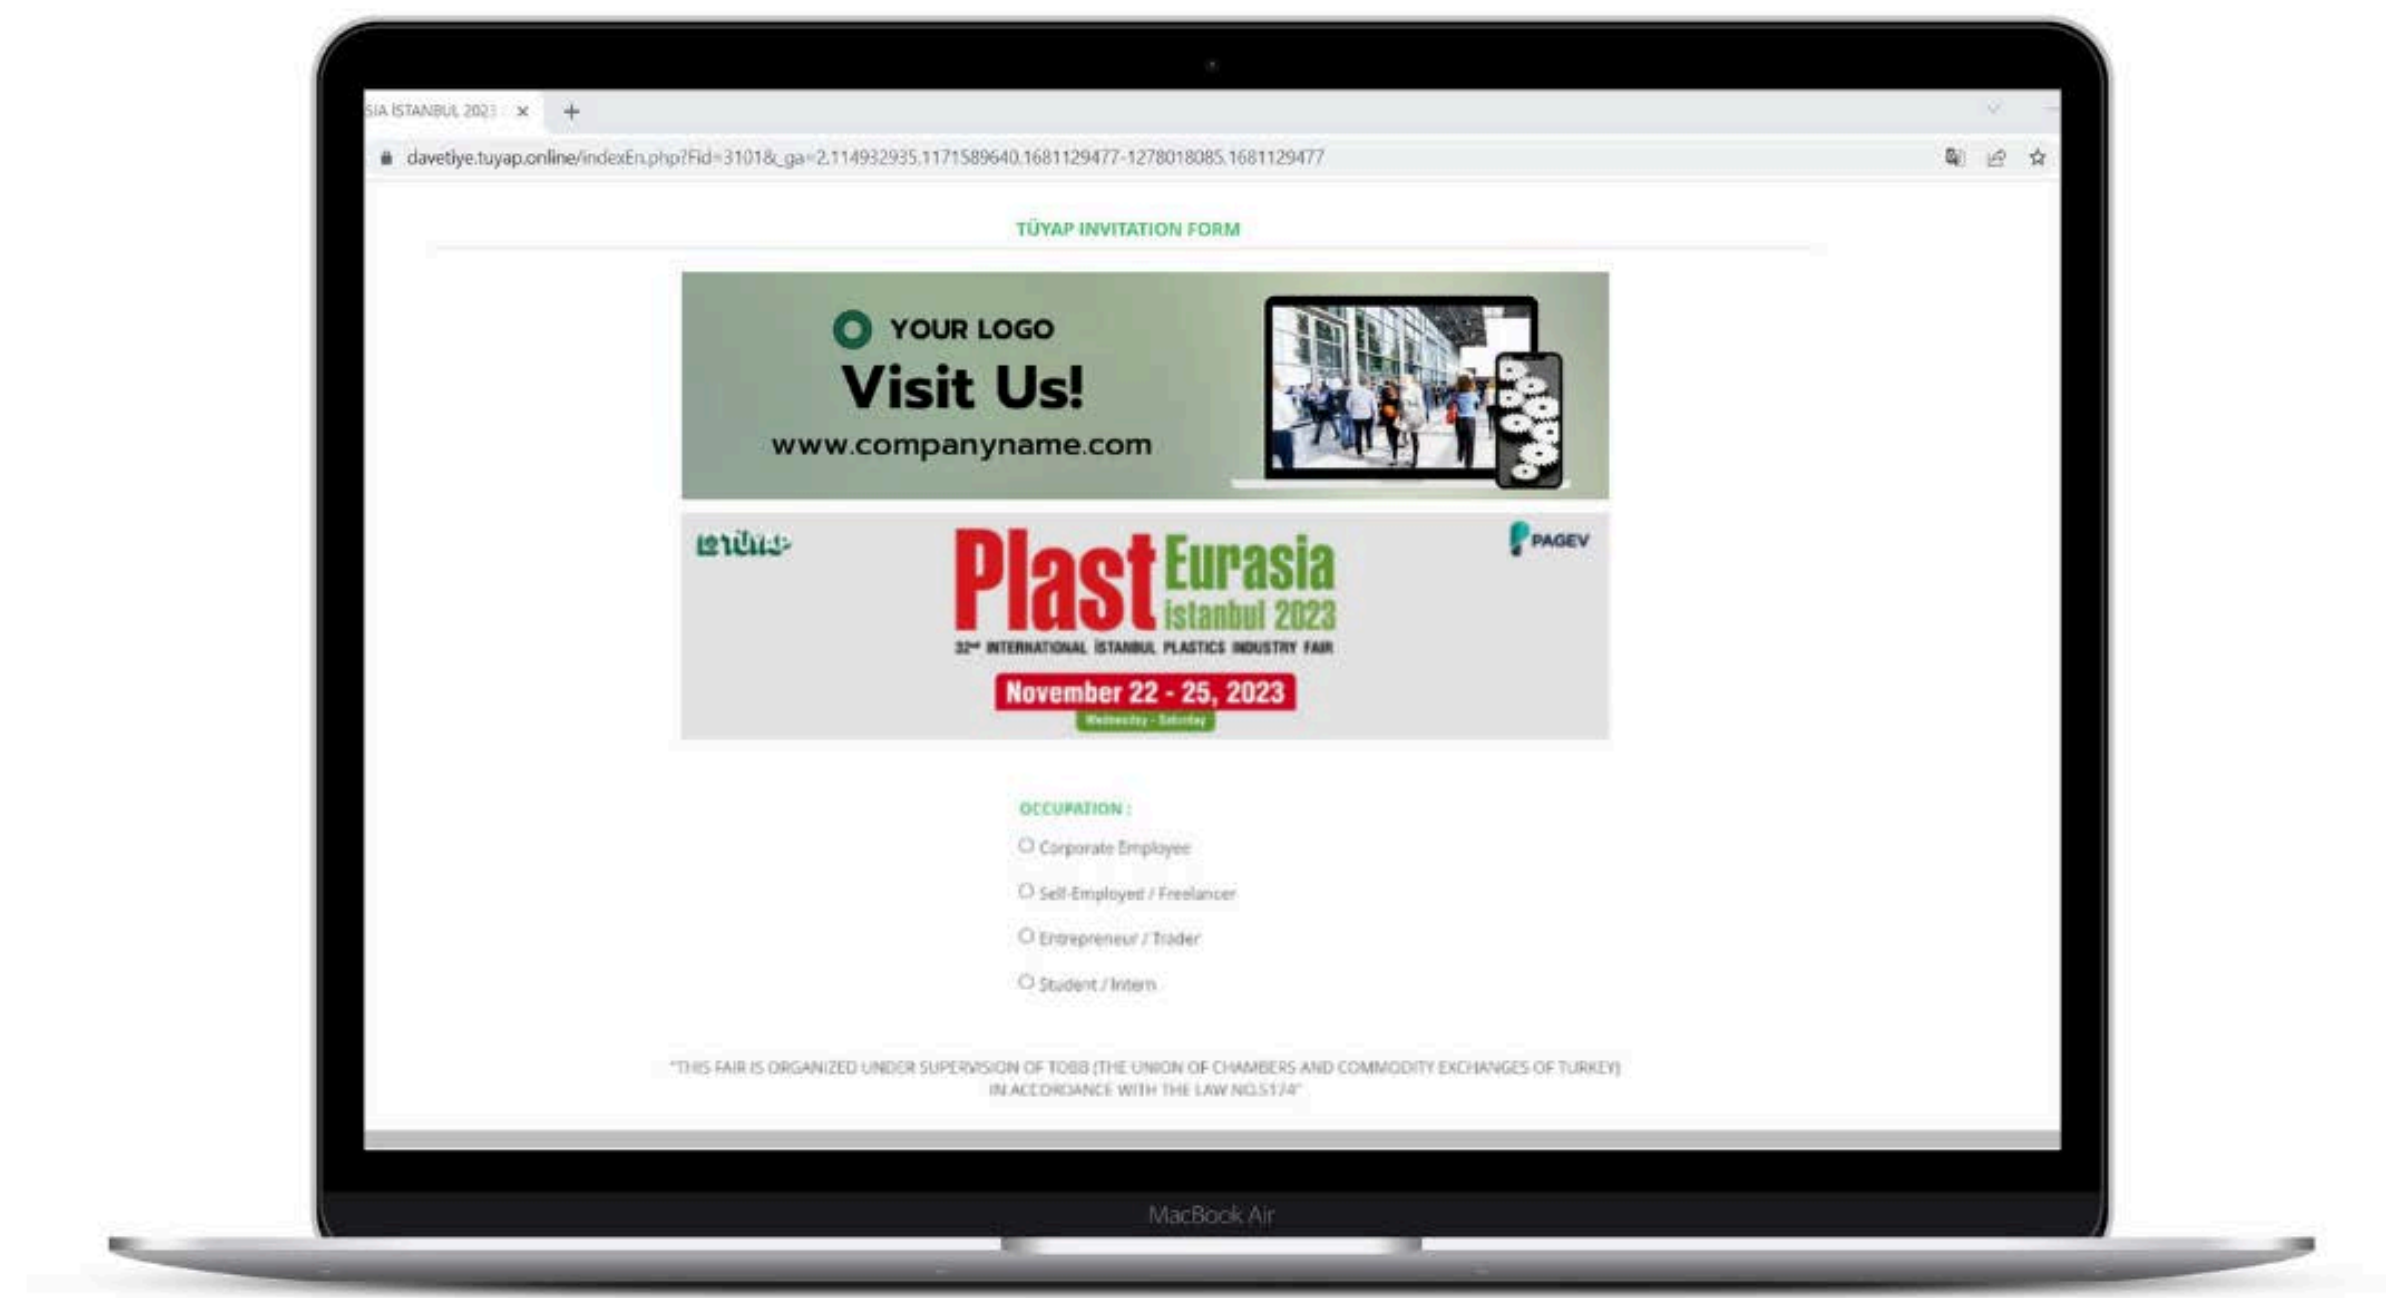 SIA İSTANBUL 2023
davetiye.tuyap.online/indexEn.php?Fid=3101&_ga=2.114932935.1171589640.1681129477-1278018085.1681129477
TÜYAP INVITATION FORM
YOUR LOGO
Visit Us!
www.companyname.com
TÜYAP
Plast Eurasia
istanbul 2023
PAGEV
32nd INTERNATIONAL İSTANBUL PLASTICS INDUSTRY FAIR
November 22 - 25, 2023
Wednesday - Saturday
OCCUPATION :
Corporate Employee
Self-Employed / Freelancer
Entrepreneur / Trader
Student / Intern
"THIS FAIR IS ORGANIZED UNDER SUPERVISION OF TOBB (THE UNION OF CHAMBERS AND COMMODITY EXCHANGES OF TURKEY)
IN ACCORDANCE WITH THE LAW NO.5174"
MacBook Air